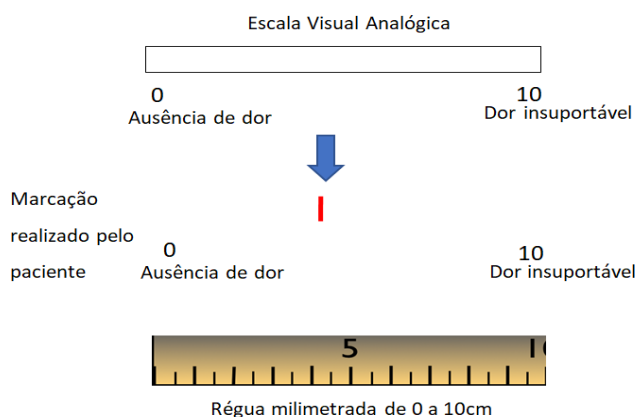 Escala Visual Analógica
0 10
Ausência de dor Dor insuportável
Marcação
realizado pelo
paciente
0 10
Ausência de dor Dor insuportável
5 10
Régua milimetrada de 0 a 10cm